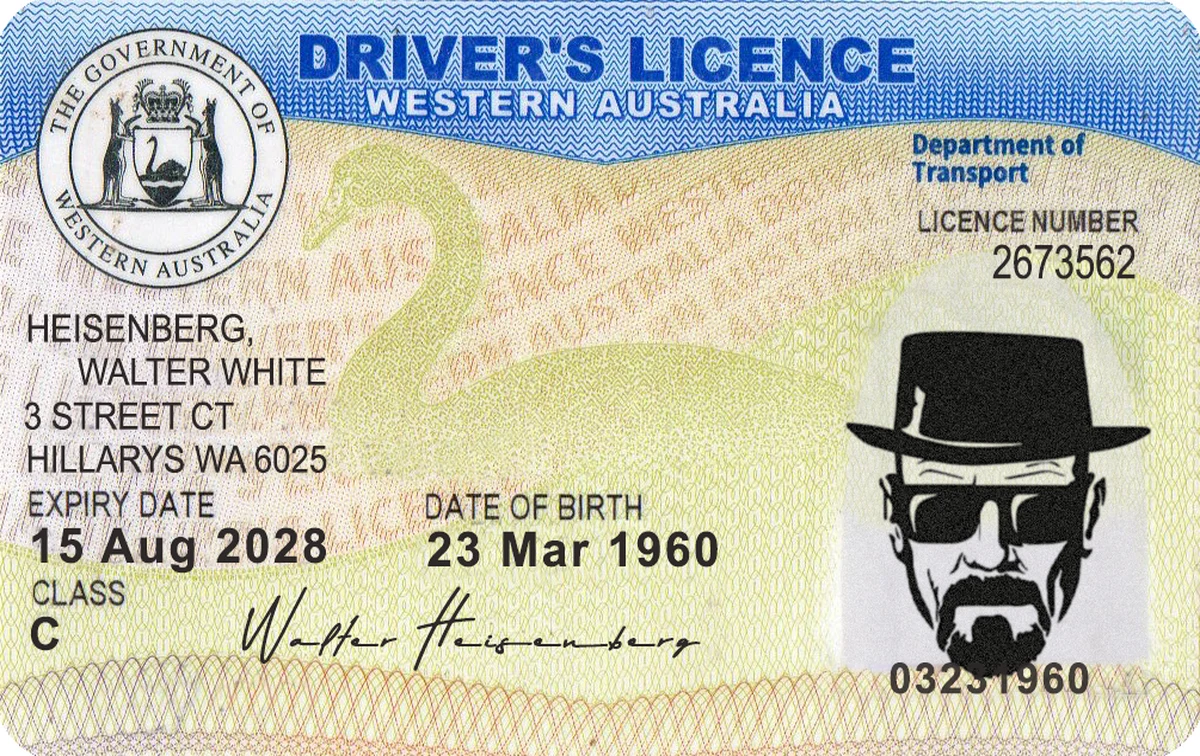 THE GOVERNMENT OF
WESTERN AUSTRALIA
DRIVER'S LICENCE
WESTERN AUSTRALIA
Department of
Transport
LICENCE NUMBER
2673562
HEISENBERG,
WALTER WHITE
3 STREET CT
HILLARYS WA 6025
EXPIRY DATE
15 Aug 2028
DATE OF BIRTH
23 Mar 1960
CLASS
C
Walter Heisenberg
03231960